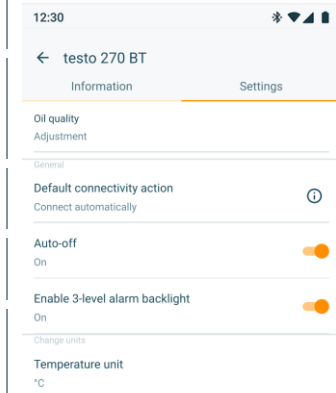 12:30
testo 270 BT
Information
Settings
Oil quality
Adjustment
General
Default connectivity action
Connect automatically
Auto-off
On
Enable 3-level alarm backlight
On
Change units
Temperature unit
°C